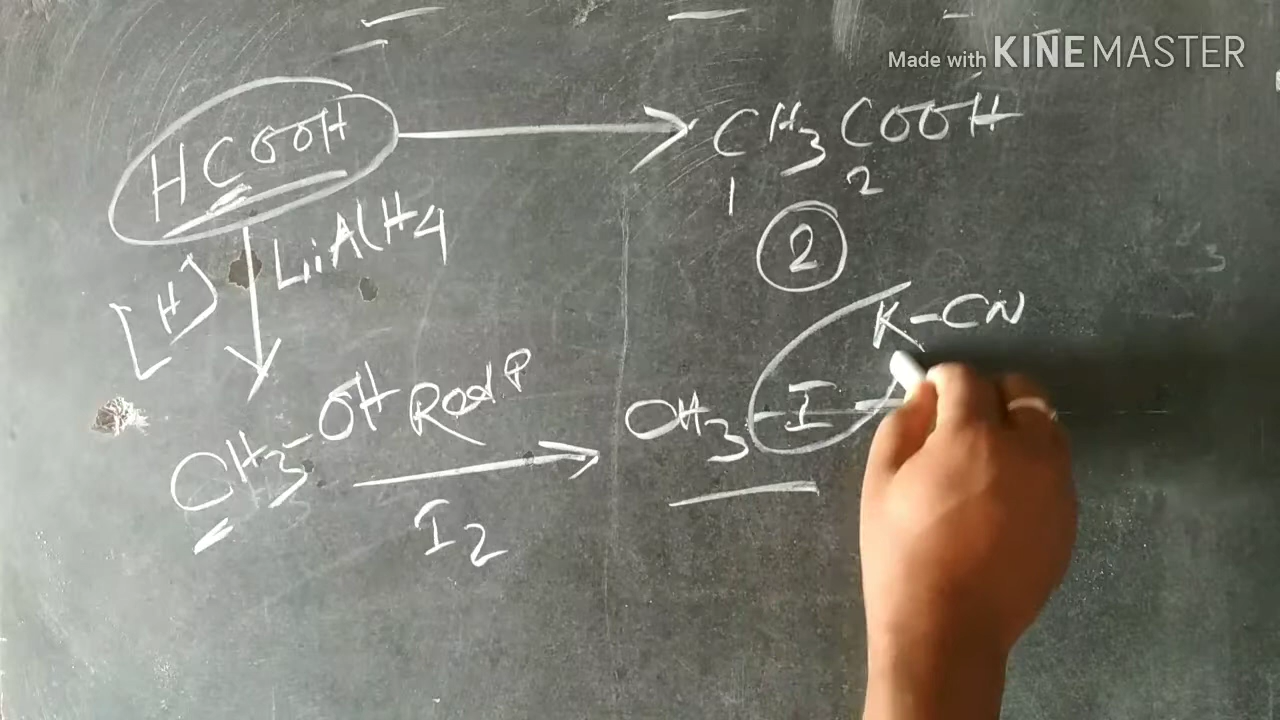 Made with KINEMASTER
HCOOH → CH3COOH
1 2
2
[H] LiAlH4
K-CN
CH3-OH Red P CH3-I-
I2